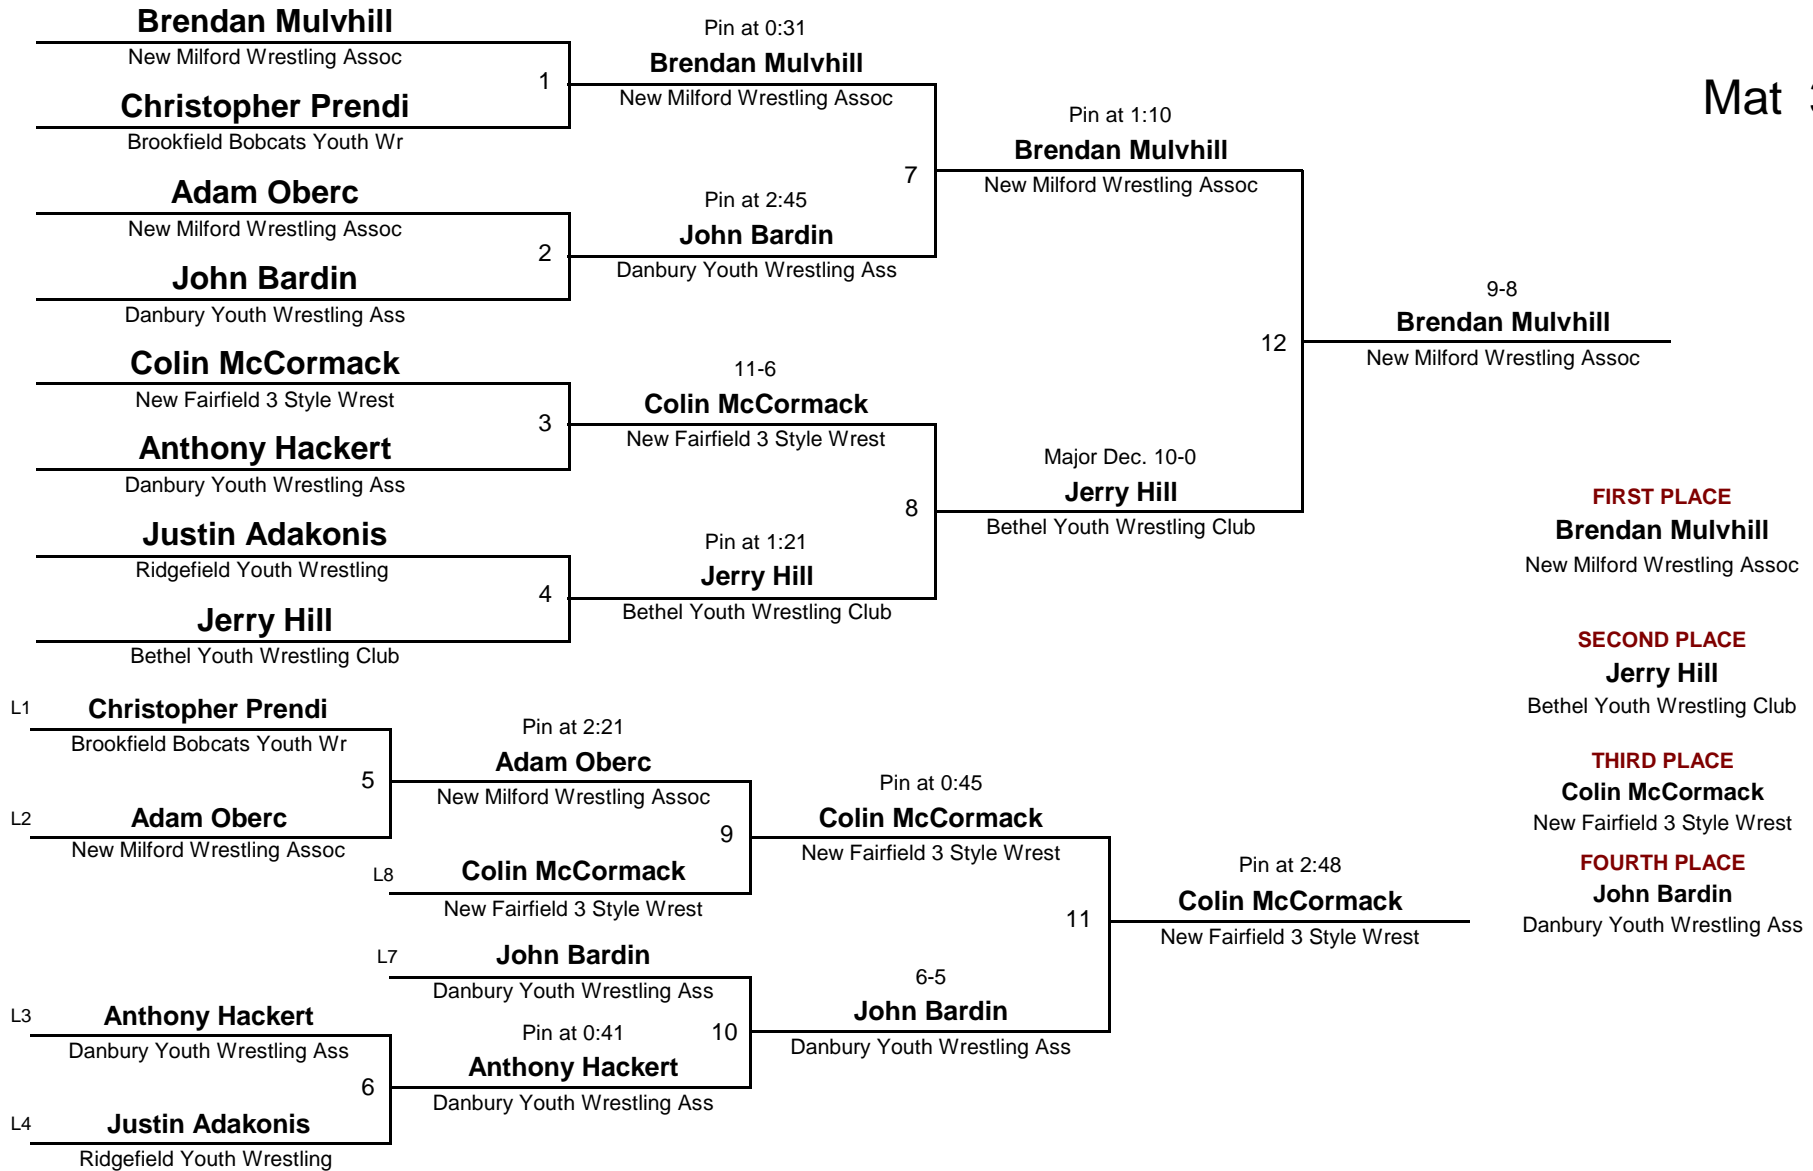 Brendan Mulvhill
New Milford Wrestling Assoc
1
Christopher Prendi
Brookfield Bobcats Youth Wr
Adam Oberc
New Milford Wrestling Assoc
2
John Bardin
Danbury Youth Wrestling Ass
Colin McCormack
New Fairfield 3 Style Wrest
3
Anthony Hackert
Danbury Youth Wrestling Ass
Justin Adakonis
Ridgefield Youth Wrestling
4
Jerry Hill
Bethel Youth Wrestling Club
Pin at 0:31
Brendan Mulvhill
New Milford Wrestling Assoc
7
Pin at 2:45
John Bardin
Danbury Youth Wrestling Ass
11-6
Colin McCormack
New Fairfield 3 Style Wrest
8
Pin at 1:21
Jerry Hill
Bethel Youth Wrestling Club
Pin at 1:10
Brendan Mulvhill
New Milford Wrestling Assoc
12
Major Dec. 10-0
Jerry Hill
Bethel Youth Wrestling Club
9-8
Brendan Mulvhill
New Milford Wrestling Assoc
Mat
FIRST PLACE
Brendan Mulvhill
New Milford Wrestling Assoc
SECOND PLACE
Jerry Hill
Bethel Youth Wrestling Club
THIRD PLACE
Colin McCormack
New Fairfield 3 Style Wrest
FOURTH PLACE
John Bardin
Danbury Youth Wrestling Ass
L1 Christopher Prendi
Brookfield Bobcats Youth Wr
5
L2 Adam Oberc
New Milford Wrestling Assoc
L3 Anthony Hackert
Danbury Youth Wrestling Ass
6
L4 Justin Adakonis
Ridgefield Youth Wrestling
Pin at 2:21
Adam Oberc
New Milford Wrestling Assoc
9
L8 Colin McCormack
New Fairfield 3 Style Wrest
L7 John Bardin
Danbury Youth Wrestling Ass
10
Pin at 0:41
Anthony Hackert
Danbury Youth Wrestling Ass
Pin at 0:45
Colin McCormack
New Fairfield 3 Style Wrest
11
6-5
John Bardin
Danbury Youth Wrestling Ass
Pin at 2:48
Colin McCormack
New Fairfield 3 Style Wrest